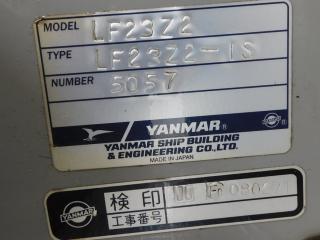 MODEL LF23Z2
TYPE LF23Z2-1S
NUMBER 5057
YANMAR®
YANMAR SHIP BUILDING
& ENGINEERING CO.,LTD.
MADE IN JAPAN
YANMAR
検印
工事番号